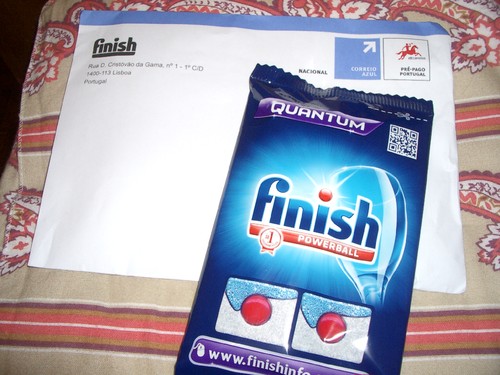 finish
Rua D. Cristóvão da Gama, nº 1 - 1º C/D
1400-113 Lisboa
Portugal
NACIONAL
CORREIO
AZUL
PRÉ-PAGO
PORTUGAL
QUANTUM
finish
#1 POWERBALL
www.finishinfo